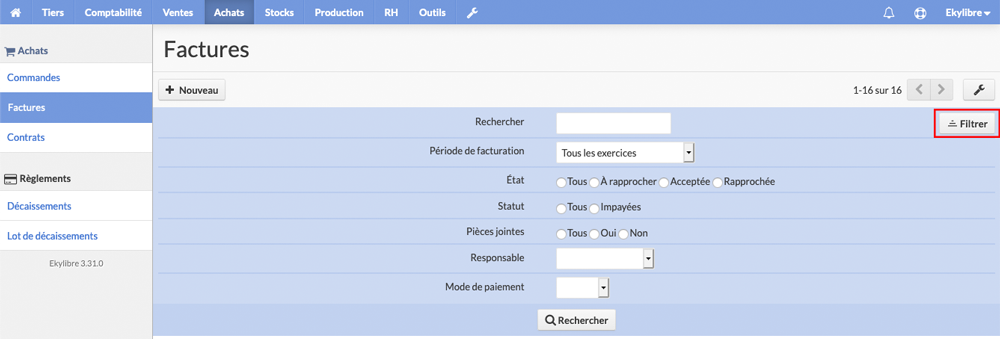 Tiers Comptabilité Ventes Achats Stocks Production RH Outils Ekylibre
Achats
Commandes
Factures
Contrats
Règlements
Décaissements
Lot de décaissements
Ekylibre 3.31.0
Factures
Nouveau 1-16 sur 16
Rechercher Filtrer
Période de facturation Tous les exercices
État Tous À rapprocher Acceptée Rapprochée
Statut Tous Impayées
Pièces jointes Tous Oui Non
Responsable
Mode de paiement
Rechercher